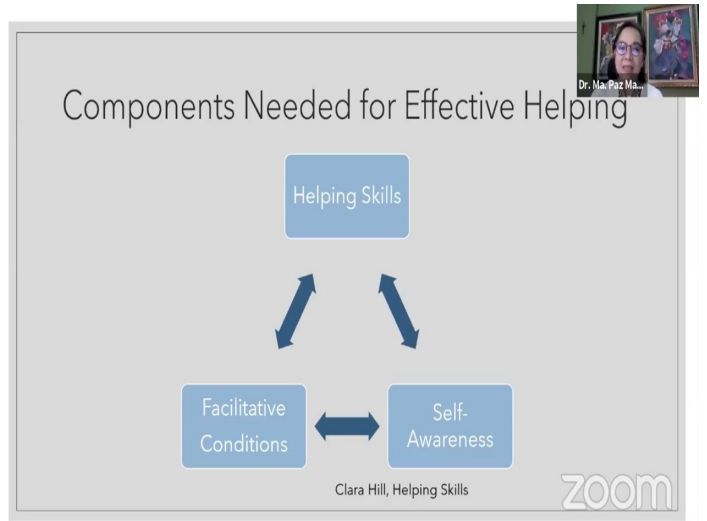 Dr. Ma. Paz Ma...
Components Needed for Effective Helping
Helping Skills
Facilitative
Conditions
Self-
Awareness
Clara Hill, Helping Skills
zoom